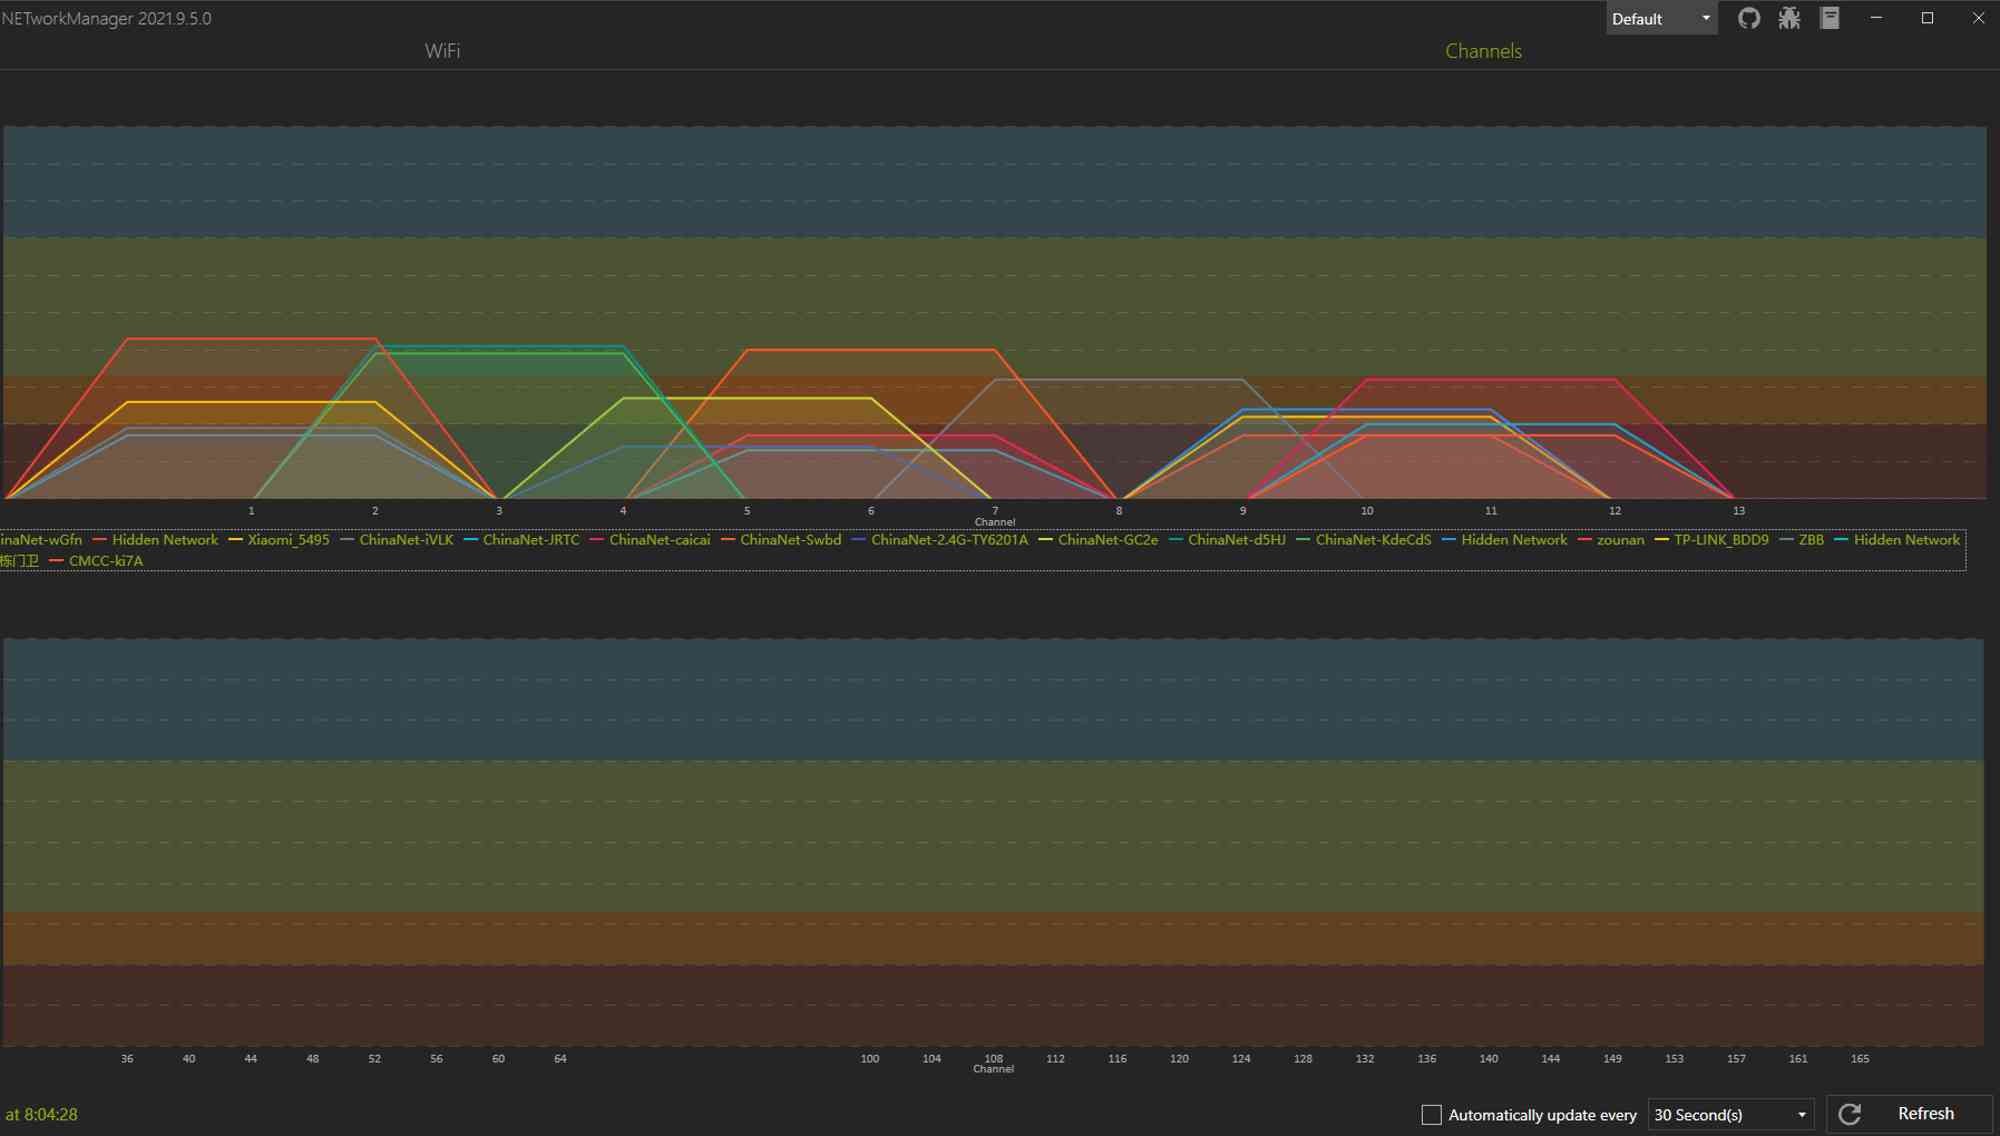 NETworkManager 2021.9.5.0
Default
WiFi
Channels
1 2 3 4 5 6 7 8 9 10 11 12 13
Channel
inaNet-wGfn Hidden Network Xiaomi_5495 ChinaNet-iVLK ChinaNet-JRTC ChinaNet-caicai ChinaNet-Swbd ChinaNet-2.4G-TY6201A ChinaNet-GC2e ChinaNet-d5HJ ChinaNet-KdeCdS Hidden Network zounan TP-LINK_BDD9 ZBB Hidden Network
栋门卫 CMCC-ki7A
36 40 44 48 52 56 60 64 100 104 108 112 116 120 124 128 132 136 140 144 149 153 157 161 165
Channel
at 8:04:28
Automatically update every 30 Second(s) Refresh